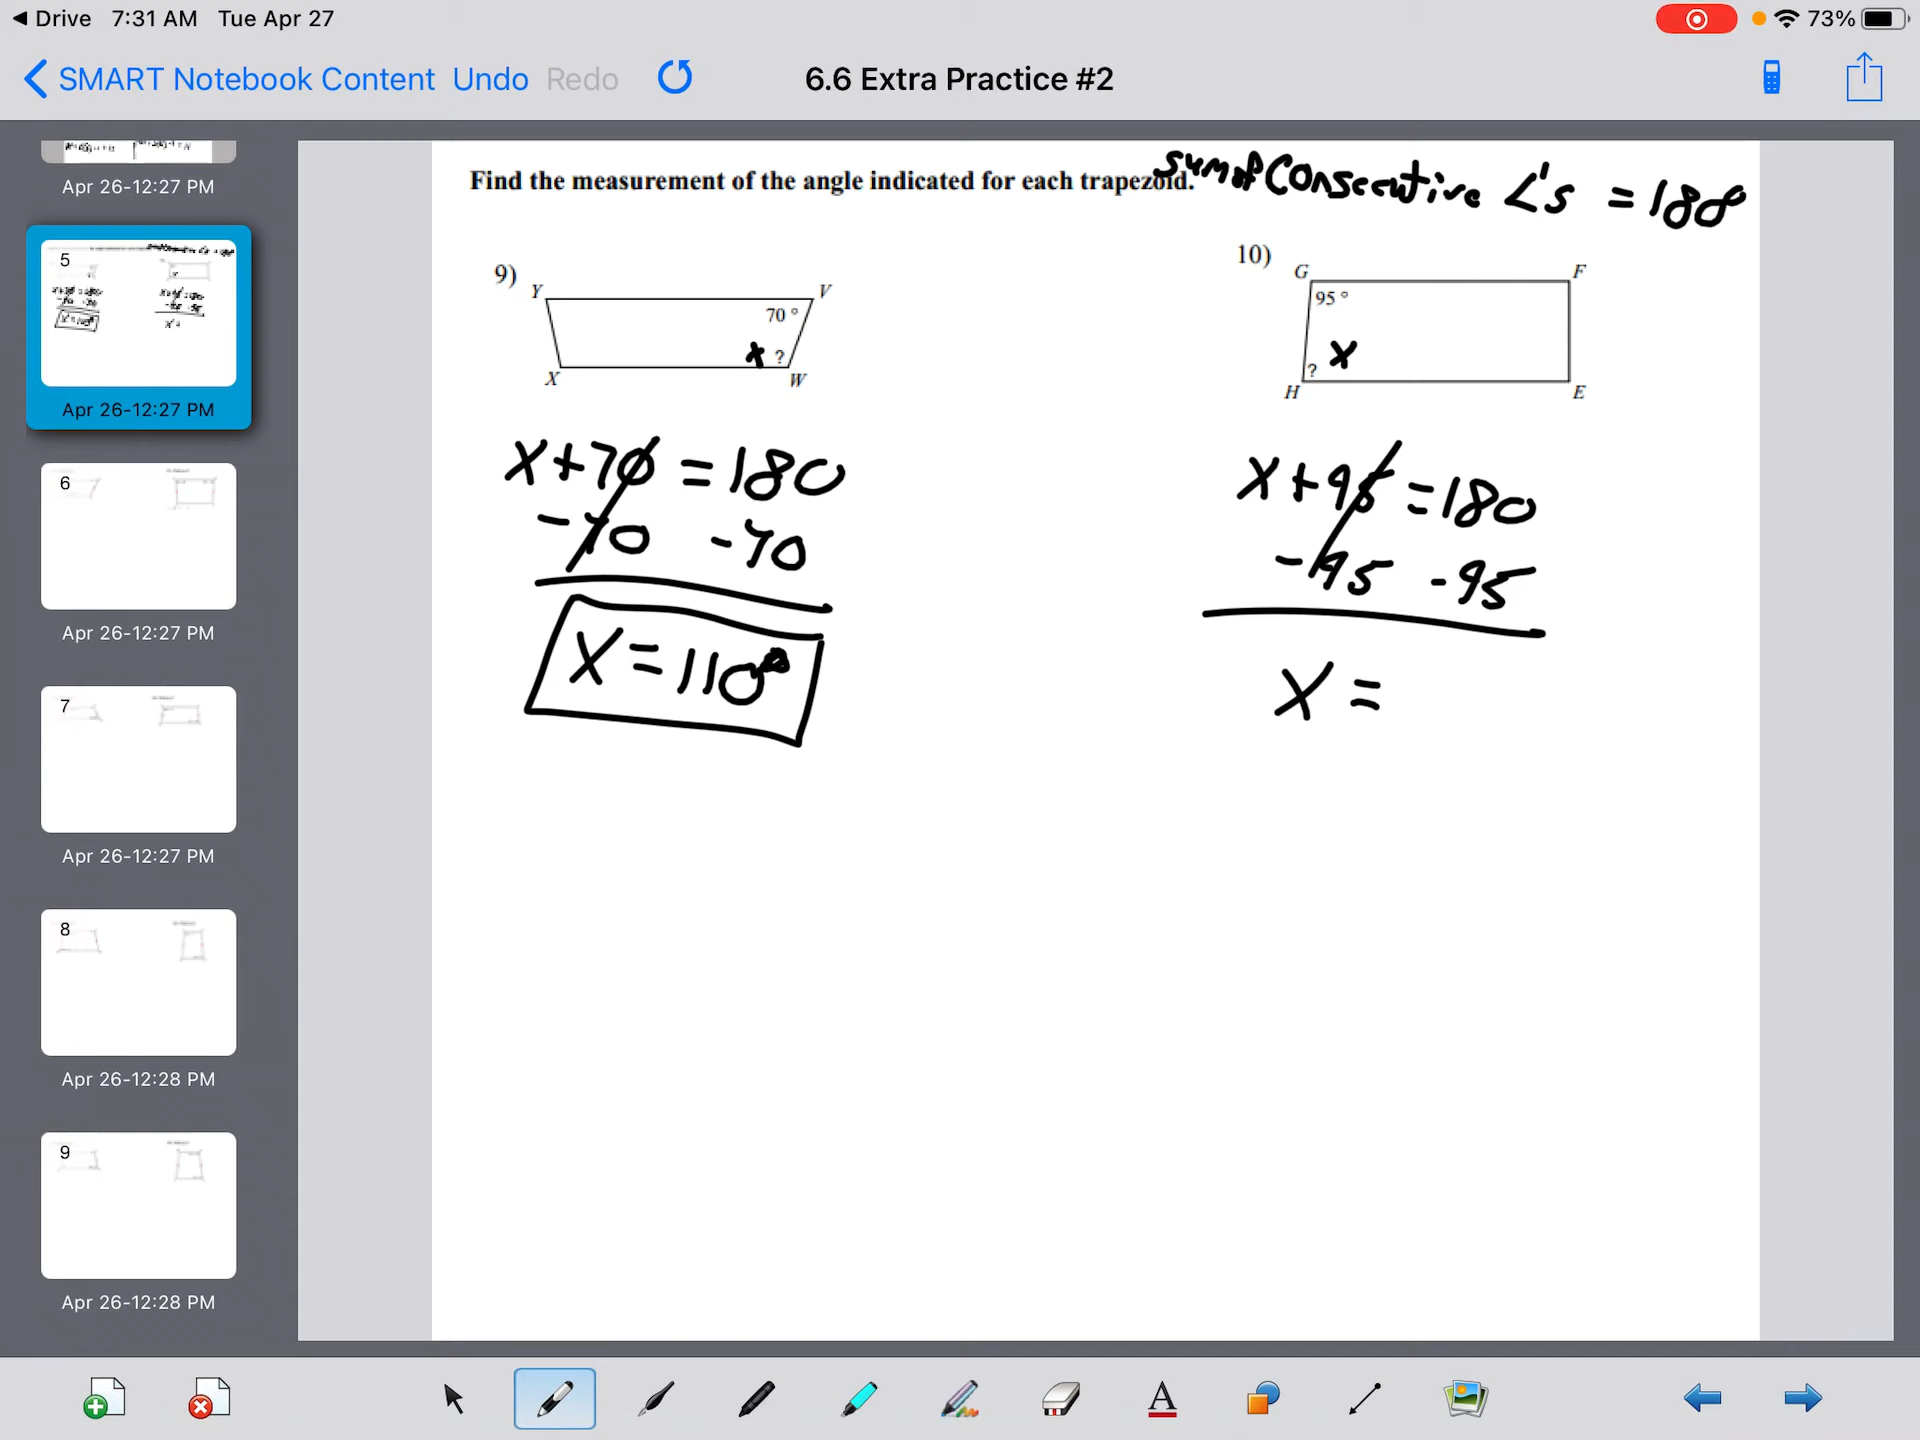 Drive 7:31 AM Tue Apr 27 73%
SMART Notebook Content Undo Redo 6.6 Extra Practice #2
Apr 26-12:27 PM
5
Apr 26-12:27 PM
6
Apr 26-12:27 PM
7
Apr 26-12:27 PM
8
Apr 26-12:28 PM
9
Apr 26-12:28 PM
Find the measurement of the angle indicated for each trapezoid.
sum of Consecutive ∠'s = 180°
9)
Y V
70 °
x ?
X W
x+70 = 180
-70 -70
x = 110°
10)
G F
95 °
x
?
H E
x+95 = 180
-95 -95
x =
A